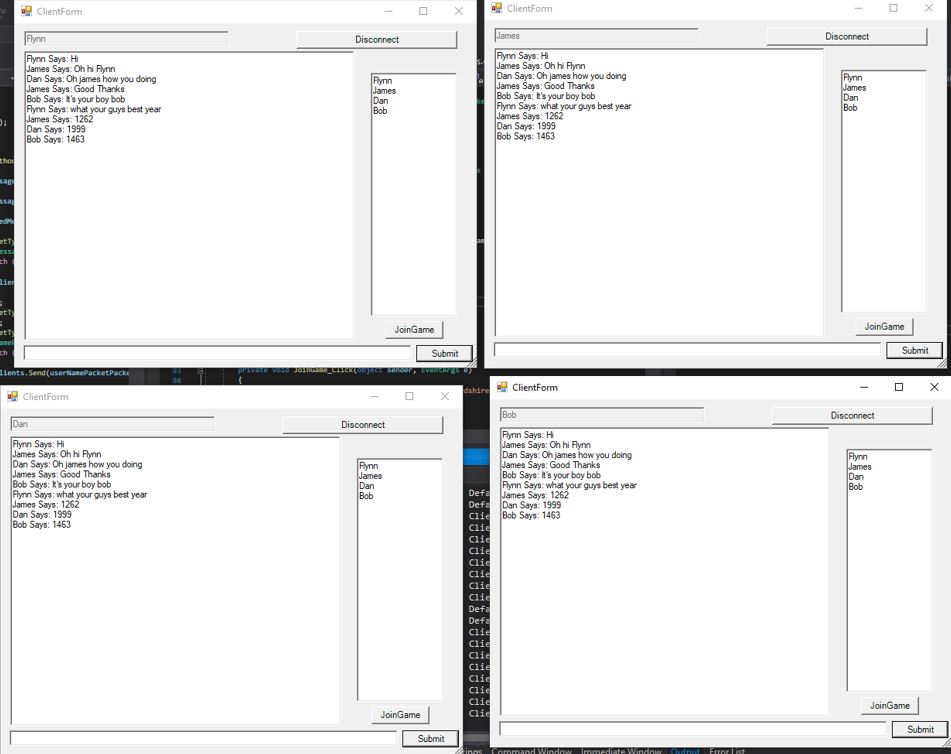 ClientForm
Flynn
Disconnect
Flynn Says: Hi
James Says: Oh hi Flynn
Dan Says: Oh james how you doing
James Says: Good Thanks
Bob Says: It's your boy bob
Flynn Says: what your guys best year
James Says: 1262
Dan Says: 1999
Bob Says: 1463
Flynn
James
Dan
Bob
JoinGame
Submit
ClientForm
James
Disconnect
Flynn Says: Hi
James Says: Oh hi Flynn
Dan Says: Oh james how you doing
James Says: Good Thanks
Bob Says: It's your boy bob
Flynn Says: what your guys best year
James Says: 1262
Dan Says: 1999
Bob Says: 1463
Flynn
James
Dan
Bob
JoinGame
Submit
lients.Send(userNamePacketPacke
93 private void JoinGame_Click(object sender, EventArgs e)
94 {
ClientForm
Dan
Disconnect
Flynn Says: Hi
James Says: Oh hi Flynn
Dan Says: Oh james how you doing
James Says: Good Thanks
Bob Says: It's your boy bob
Flynn Says: what your guys best year
James Says: 1262
Dan Says: 1999
Bob Says: 1463
Flynn
James
Dan
Bob
JoinGame
Submit
ClientForm
Bob
Disconnect
Flynn Says: Hi
James Says: Oh hi Flynn
Dan Says: Oh james how you doing
James Says: Good Thanks
Bob Says: It's your boy bob
Flynn Says: what your guys best year
James Says: 1262
Dan Says: 1999
Bob Says: 1463
Flynn
James
Dan
Bob
JoinGame
Submit
Command Window Immediate Window Output Error List